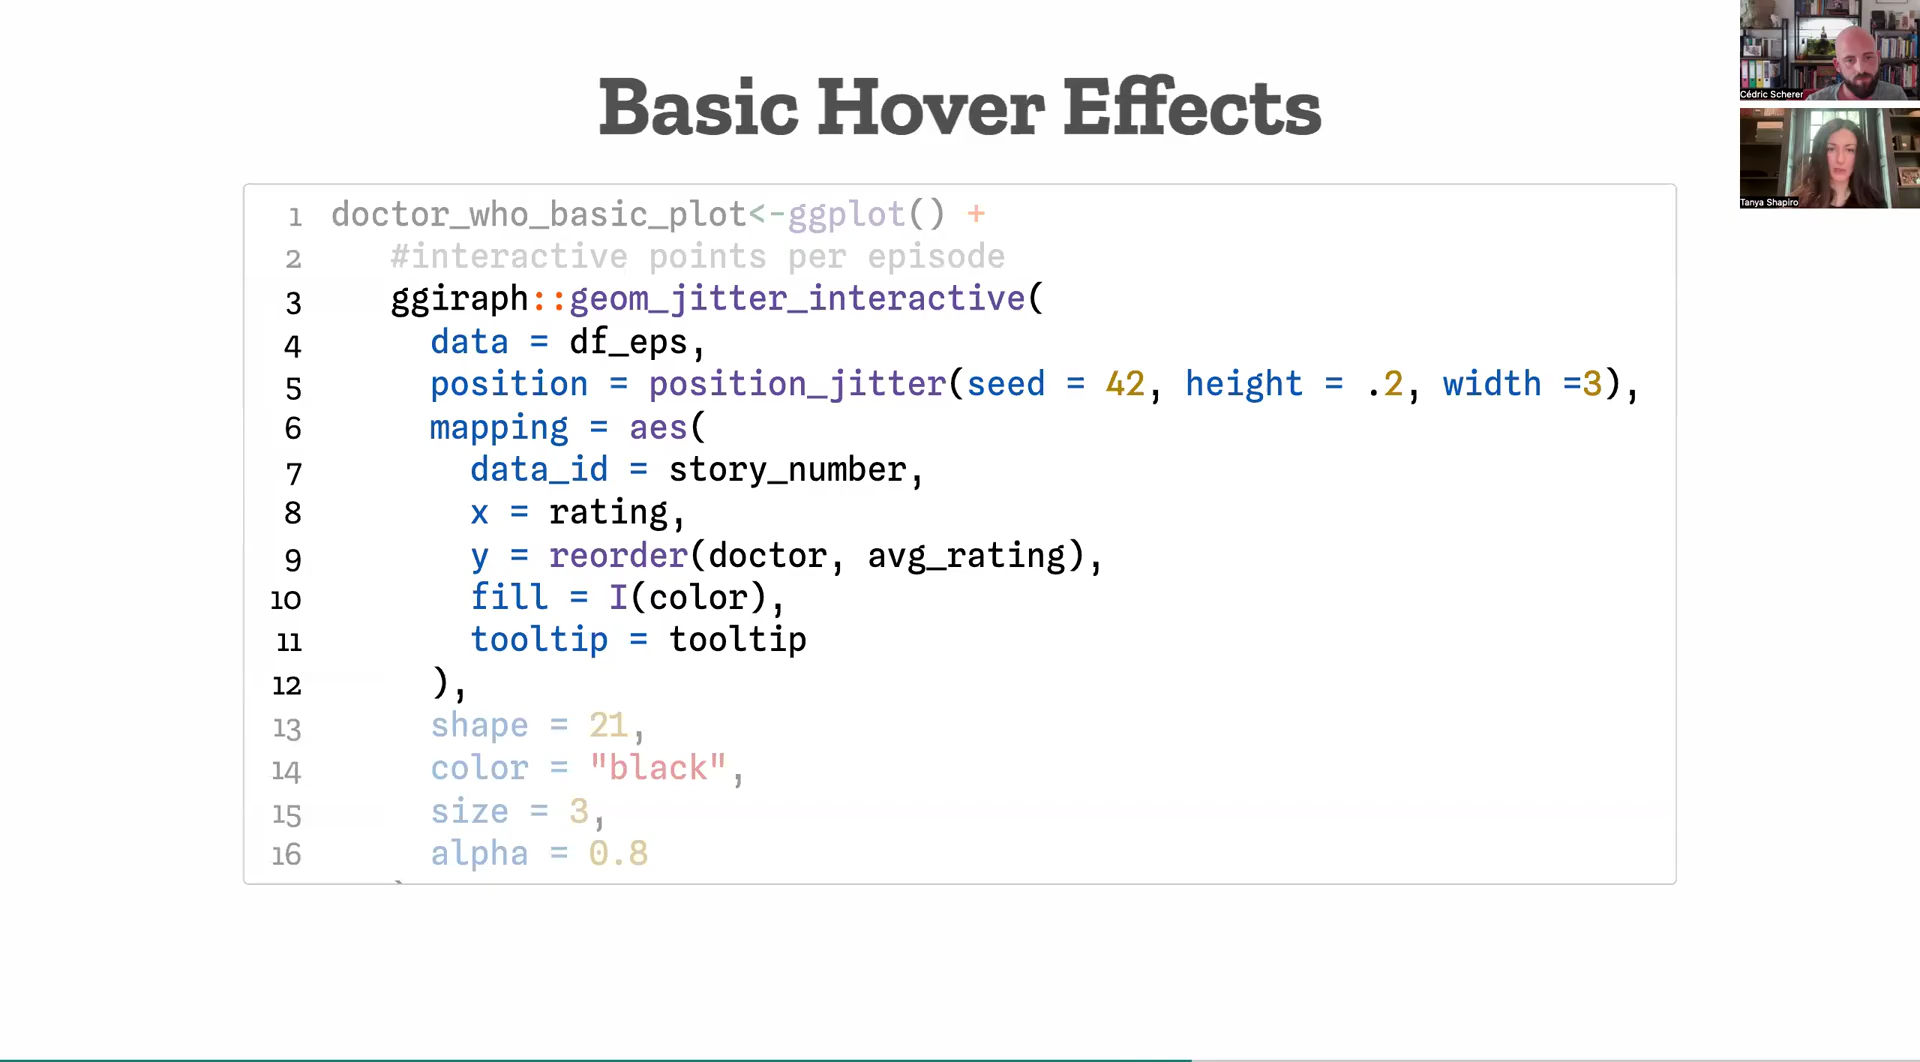 Basic Hover Effects
1 doctor_who_basic_plot<-ggplot() +
2 #interactive points per episode
3 ggiraph::geom_jitter_interactive(
4 data = df_eps,
5 position = position_jitter(seed = 42, height = .2, width =3),
6 mapping = aes(
7 data_id = story_number,
8 x = rating,
9 y = reorder(doctor, avg_rating),
10 fill = I(color),
11 tooltip = tooltip
12 ),
13 shape = 21,
14 color = "black",
15 size = 3,
16 alpha = 0.8
Cédric Scherer
Tanya Shapiro